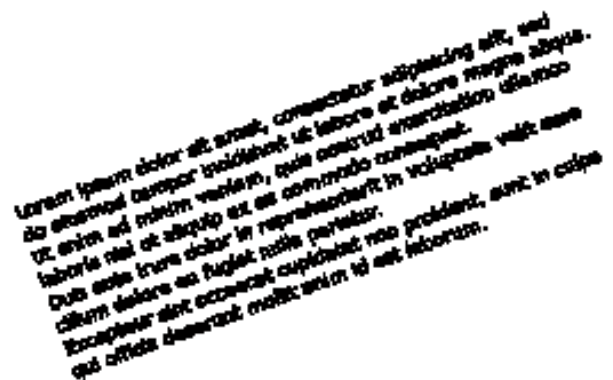 Lorem ipsum dolor sit amet, consectetur adipisicing elit, sed
do eiusmod tempor incididunt ut labore et dolore magna aliqua.
Ut enim ad minim veniam, quis nostrud exercitation ullamco
laboris nisi ut aliquip ex ea commodo consequat.
Duis aute irure dolor in reprehenderit in voluptate velit esse
cillum dolore eu fugiat nulla pariatur.
Excepteur sint occaecat cupidatat non proident, sunt in culpa
qui officia deserunt mollit anim id est laborum.